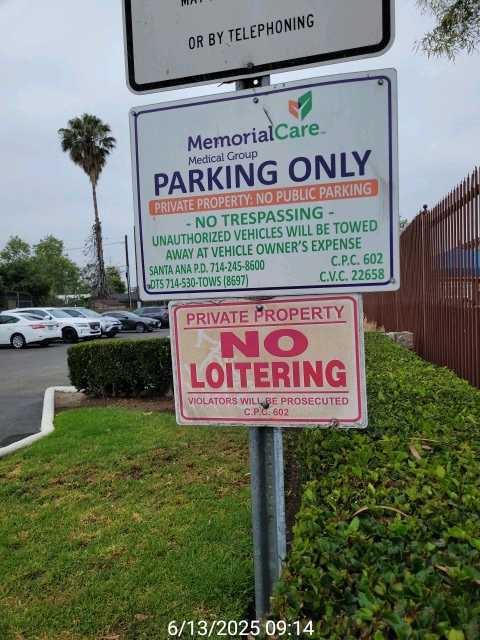 OR BY TELEPHONING
MemorialCare™
Medical Group
PARKING ONLY
PRIVATE PROPERTY: NO PUBLIC PARKING
- NO TRESPASSING -
UNAUTHORIZED VEHICLES WILL BE TOWED
AWAY AT VEHICLE OWNER'S EXPENSE
SANTA ANA P.D. 714-245-8600 C.P.C. 602
DTS 714-530-TOWS (8697) C.V.C. 22658
PRIVATE PROPERTY
NO
LOITERING
VIOLATORS WILL BE PROSECUTED
C.P.C. 602
6/13/2025 09:14